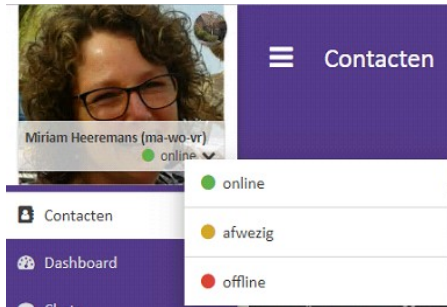 Contacten
Miriam Heeremans (ma-wo-vr)
online
online
Contacten
afwezig
Dashboard
offline